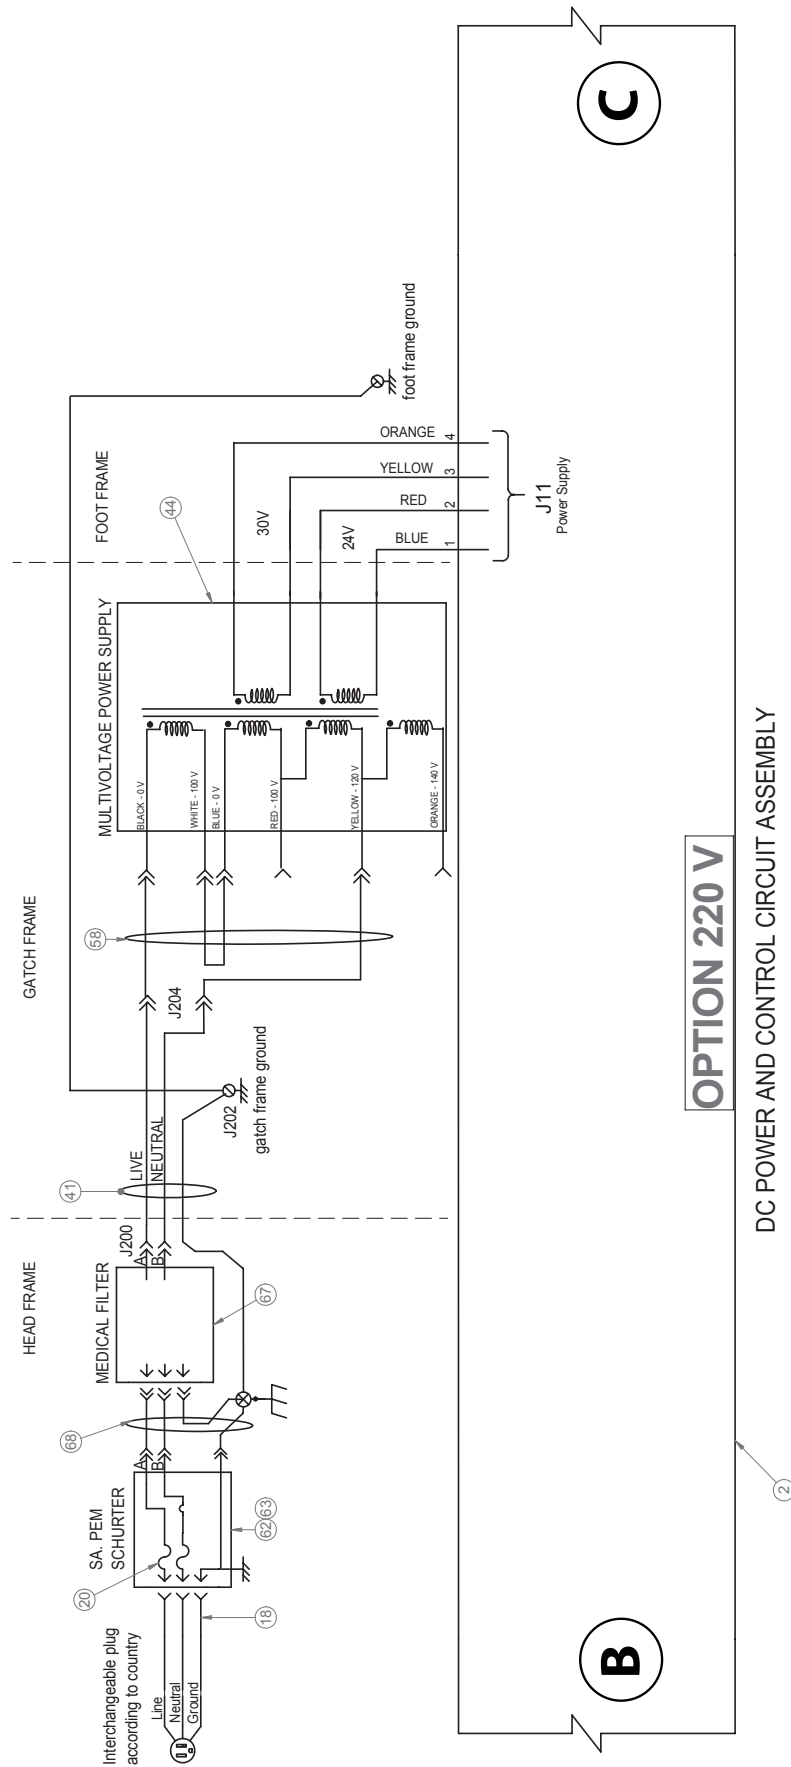 HEAD FRAME
GATCH FRAME
FOOT FRAME
Interchangeable plug
according to country
Line
Neutral
Ground
18
20
SA. PEM
SCHURTER
62
63
A
B
68
MEDICAL FILTER
67
A
B
J200
41
LIVE
NEUTRAL
J202
gatch frame ground
J204
58
MULTIVOLTAGE POWER SUPPLY
44
BLACK - 0 V
WHITE - 100 V
BLUE - 0 V
RED - 100 V
YELLOW - 120 V
ORANGE - 140 V
30V
24V
ORANGE 4
YELLOW 3
RED 2
BLUE 1
J11
Power Supply
foot frame ground
B
C
OPTION 220 V
2
DC POWER AND CONTROL CIRCUIT ASSEMBLY